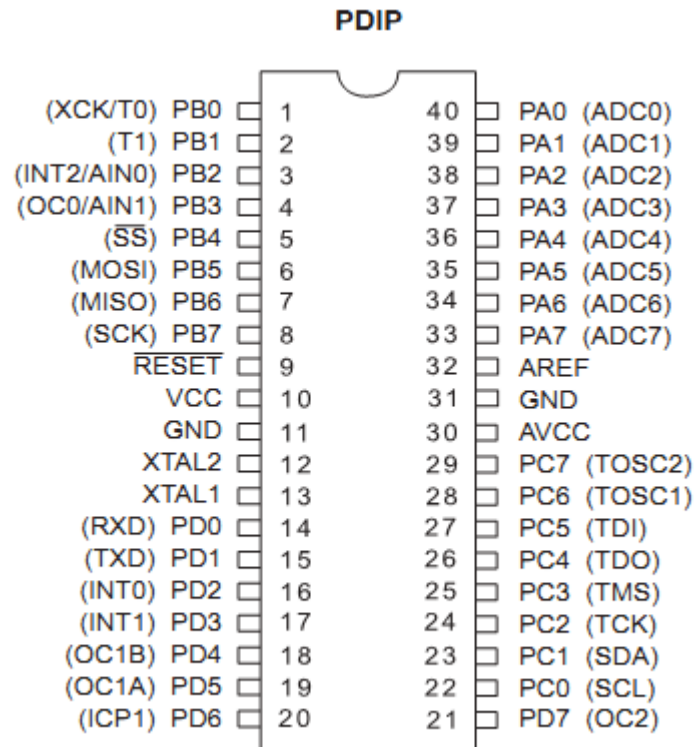 PDIP
(XCK/T0) PB0 1 40 PA0 (ADC0)
(T1) PB1 2 39 PA1 (ADC1)
(INT2/AIN0) PB2 3 38 PA2 (ADC2)
(OC0/AIN1) PB3 4 37 PA3 (ADC3)
(S̅S̅) PB4 5 36 PA4 (ADC4)
(MOSI) PB5 6 35 PA5 (ADC5)
(MISO) PB6 7 34 PA6 (ADC6)
(SCK) PB7 8 33 PA7 (ADC7)
R̅E̅S̅E̅T̅ 9 32 AREF
VCC 10 31 GND
GND 11 30 AVCC
XTAL2 12 29 PC7 (TOSC2)
XTAL1 13 28 PC6 (TOSC1)
(RXD) PD0 14 27 PC5 (TDI)
(TXD) PD1 15 26 PC4 (TDO)
(INT0) PD2 16 25 PC3 (TMS)
(INT1) PD3 17 24 PC2 (TCK)
(OC1B) PD4 18 23 PC1 (SDA)
(OC1A) PD5 19 22 PC0 (SCL)
(ICP1) PD6 20 21 PD7 (OC2)